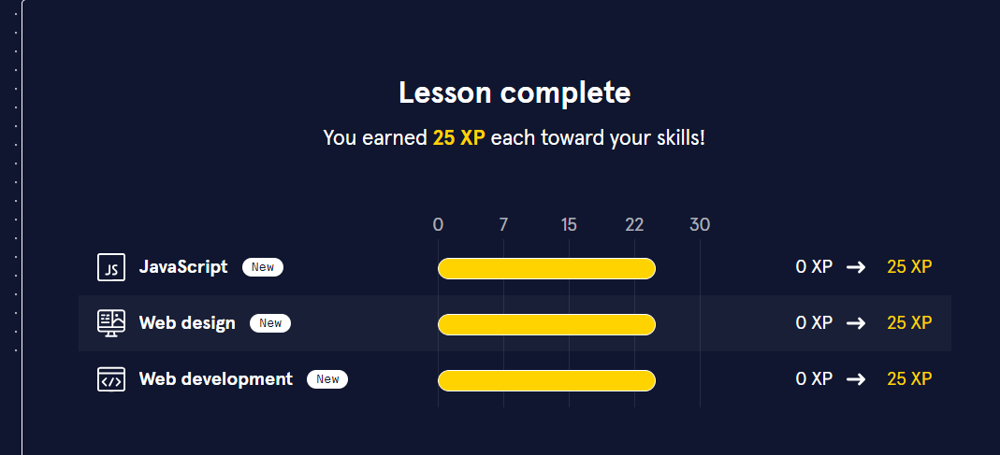 Lesson complete
You earned 25 XP each toward your skills!
0 7 15 22 30
JS JavaScript New 0 XP → 25 XP
Web design New 0 XP → 25 XP
Web development New 0 XP → 25 XP